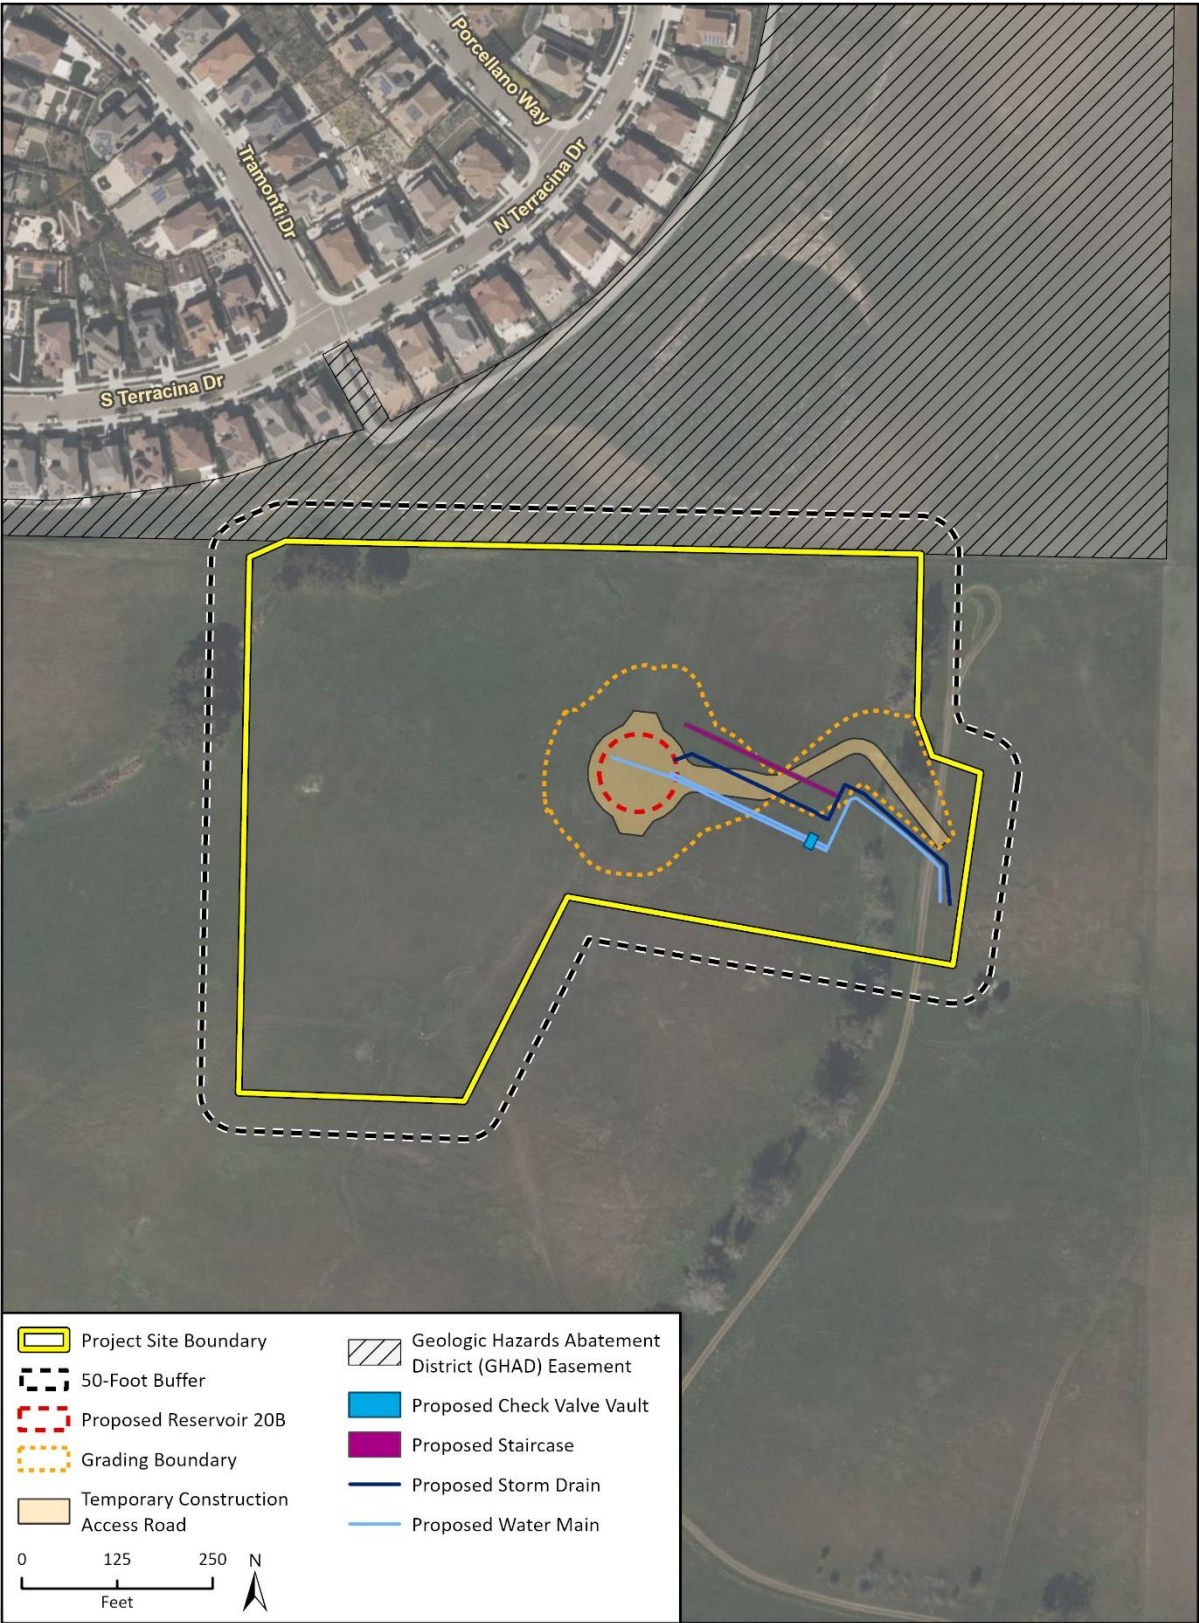 Porcellano Way
Tramonti Dr
N Terracina Dr
S Terracina Dr
Project Site Boundary
50-Foot Buffer
Proposed Reservoir 20B
Grading Boundary
Temporary Construction
Access Road
0 125 250
Feet
N
Geologic Hazards Abatement
District (GHAD) Easement
Proposed Check Valve Vault
Proposed Staircase
Proposed Storm Drain
Proposed Water Main